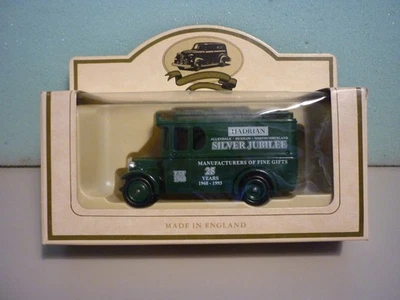 HADRIAN
SILVER JUBILEE
MANUFACTURERS OF FINE GIFTS
25
YEARS
1968 - 1993
MADE IN ENGLAND